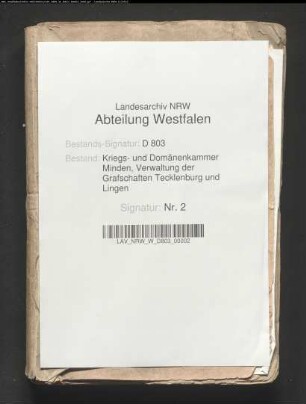 Landesarchiv NRW
Abteilung Westfalen
Bestands-Signatur: D 803
Bestand: Kriegs- und Domänenkammer
Minden, Verwaltung der
Grafschaften Tecklenburg und
Lingen
Signatur: Nr. 2
LAV_NRW_W_D803_00002